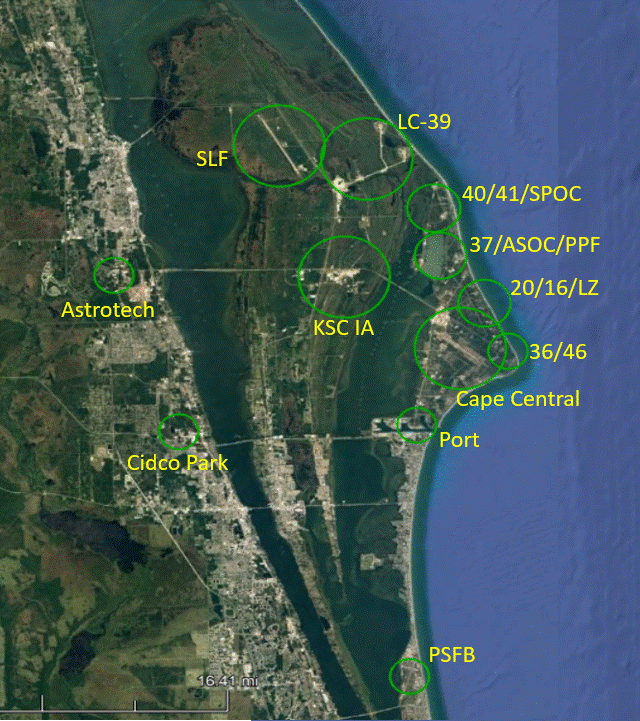 LC-39
SLF
40/41/SPOC
37/ASOC/PPF
20/16/LZ
Astrotech
KSC IA
36/46
Cape Central
Port
Cidco Park
PSFB
16.41 mi